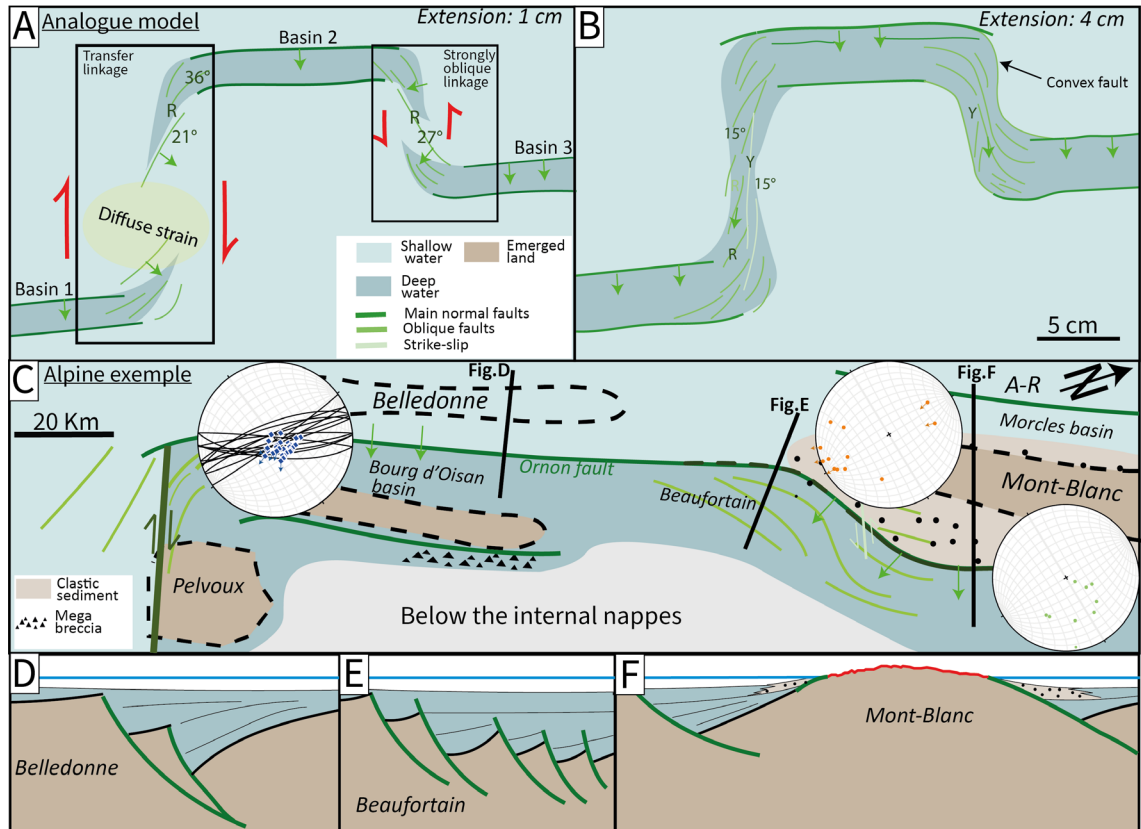 A
Analogue model
Extension: 1 cm
Transfer
linkage
Basin 2
Strongly
oblique
linkage
36°
R
21°
R
27°
Basin 3
Diffuse strain
Basin 1
Shallow
water
Emerged
land
Deep
water
Main normal faults
Oblique faults
Strike-slip
B
Extension: 4 cm
Convex fault
15°
Y
Y
15°
R
5 cm
C
Alpine exemple
20 Km
Fig.D
Belledonne
Fig.E
Fig.F
A-R
N
Morcles basin
Bourg d'Oisan
basin
Ornon fault
Beaufortain
Mont-Blanc
Pelvoux
Clastic
sediment
Mega
breccia
Below the internal nappes
D
Belledonne
E
Beaufortain
F
Mont-Blanc